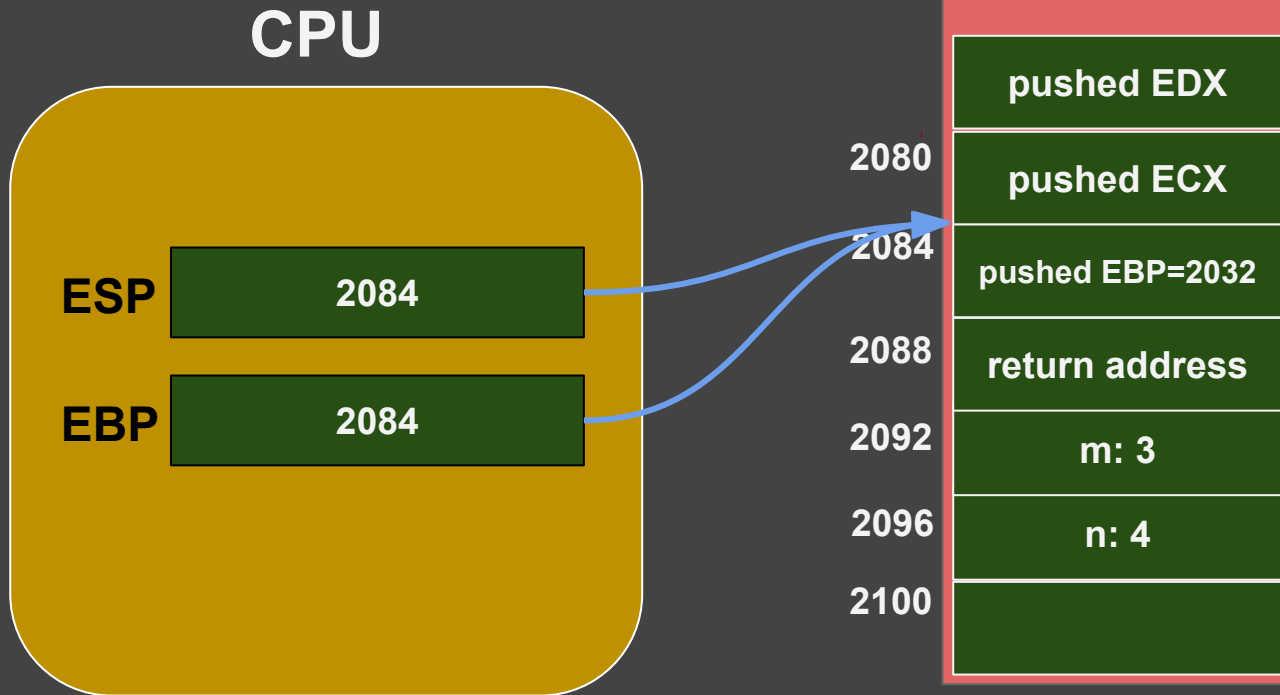 CPU
ESP
2084
EBP
2084
pushed EDX
2080
pushed ECX
2084
pushed EBP=2032
2088
return address
2092
m: 3
2096
n: 4
2100